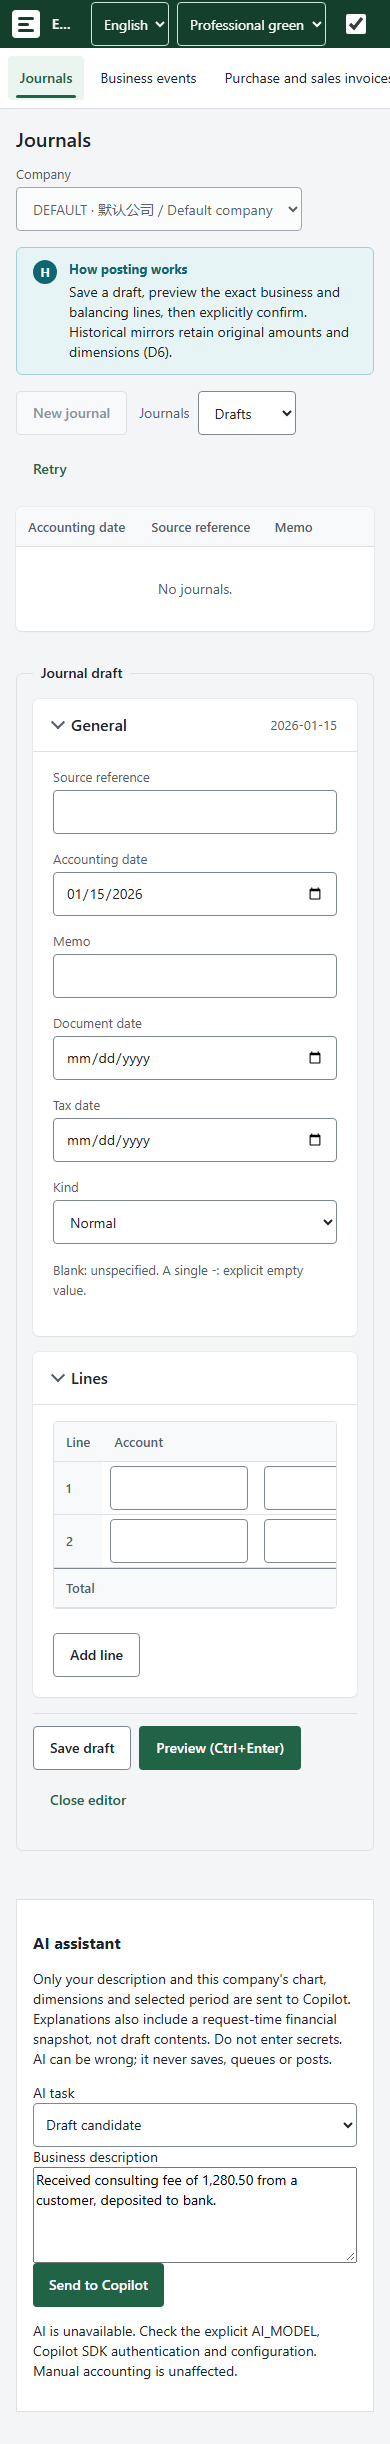 E...
English
Professional green
Journals
Business events
Purchase and sales invoices
Journals
Company
DEFAULT · 默认公司 / Default company
H
How posting works
Save a draft, preview the exact business and
balancing lines, then explicitly confirm.
Historical mirrors retain original amounts and
dimensions (D6).
New journal
Journals
Drafts
Retry
Accounting date
Source reference
Memo
No journals.
Journal draft
General
2026-01-15
Source reference
Accounting date
01/15/2026
Memo
Document date
mm/dd/yyyy
Tax date
mm/dd/yyyy
Kind
Normal
Blank: unspecified. A single -: explicit empty
value.
Lines
Line
Account
1
2
Total
Add line
Save draft
Preview (Ctrl+Enter)
Close editor
AI assistant
Only your description and this company's chart,
dimensions and selected period are sent to Copilot.
Explanations also include a request-time financial
snapshot, not draft contents. Do not enter secrets.
AI can be wrong; it never saves, queues or posts.
AI task
Draft candidate
Business description
Received consulting fee of 1,280.50 from a
customer, deposited to bank.
Send to Copilot
AI is unavailable. Check the explicit AI_MODEL,
Copilot SDK authentication and configuration.
Manual accounting is unaffected.